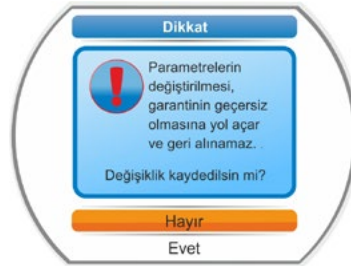 Dikkat
Parametrelerin
değiştirilmesi,
garantinin geçersiz
olmasına yol açar
ve geri alınamaz.
Değişiklik kaydedilsin mi?
Hayır
Evet